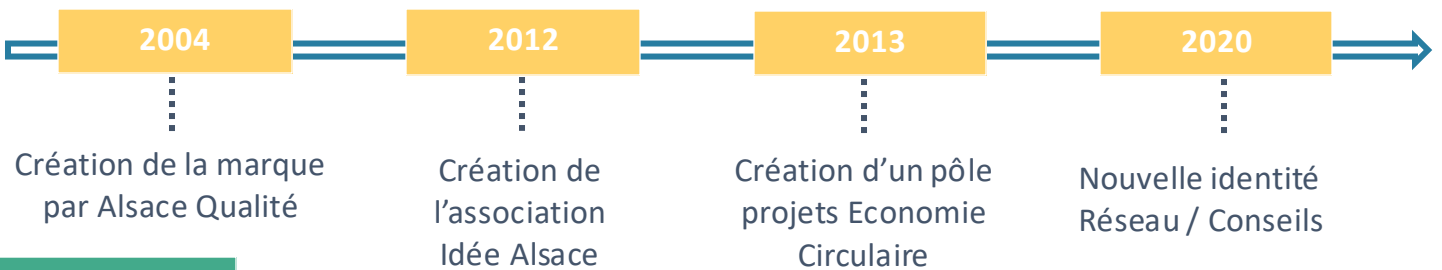 2004
2012
2013
2020
Création de la marque
par Alsace Qualité
Création de
l’association
Idée Alsace
Création d’un pôle
projets Economie
Circulaire
Nouvelle identité
Réseau / Conseils